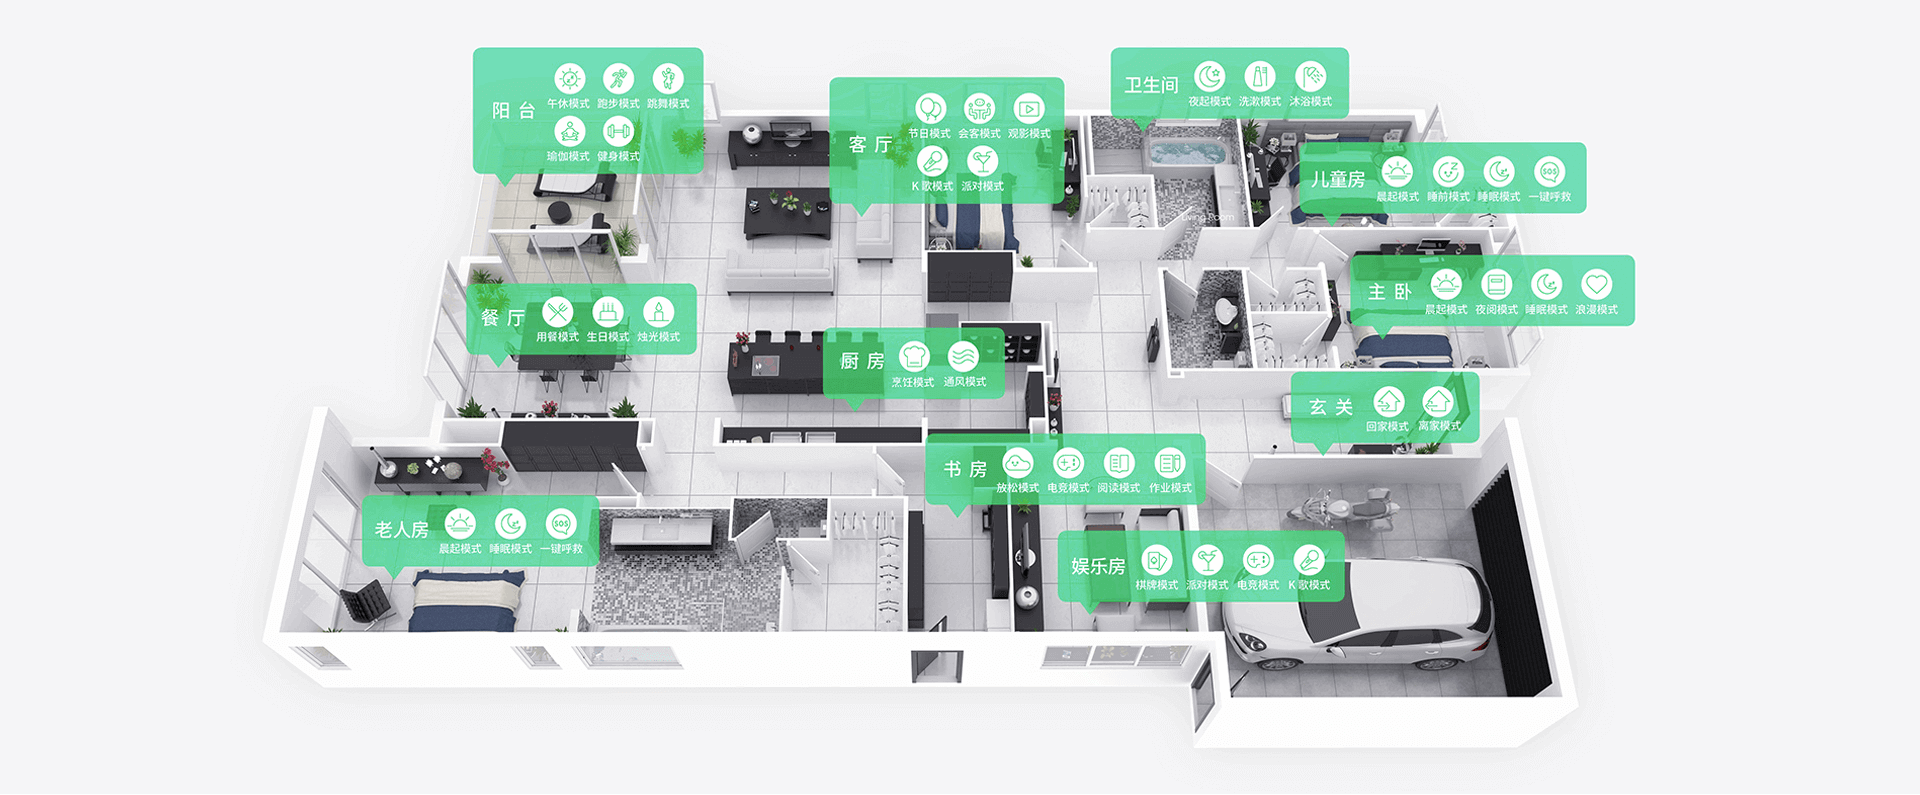 阳台
午休模式 跑步模式 跳舞模式
瑜伽模式 健身模式
客厅
节日模式 会客模式 观影模式
K歌模式 派对模式
卫生间
夜起模式 洗漱模式 沐浴模式
儿童房
晨起模式 睡前模式 睡眠模式 一键呼救
SOS
Living Room
主卧
晨起模式 夜阅模式 睡眠模式 浪漫模式
餐厅
用餐模式 生日模式 烛光模式
厨房
烹饪模式 通风模式
玄关
回家模式 离家模式
书房
放松模式 电竞模式 阅读模式 作业模式
老人房
晨起模式 睡眠模式 一键呼救
SOS
娱乐房
棋牌模式 派对模式 电竞模式 K歌模式